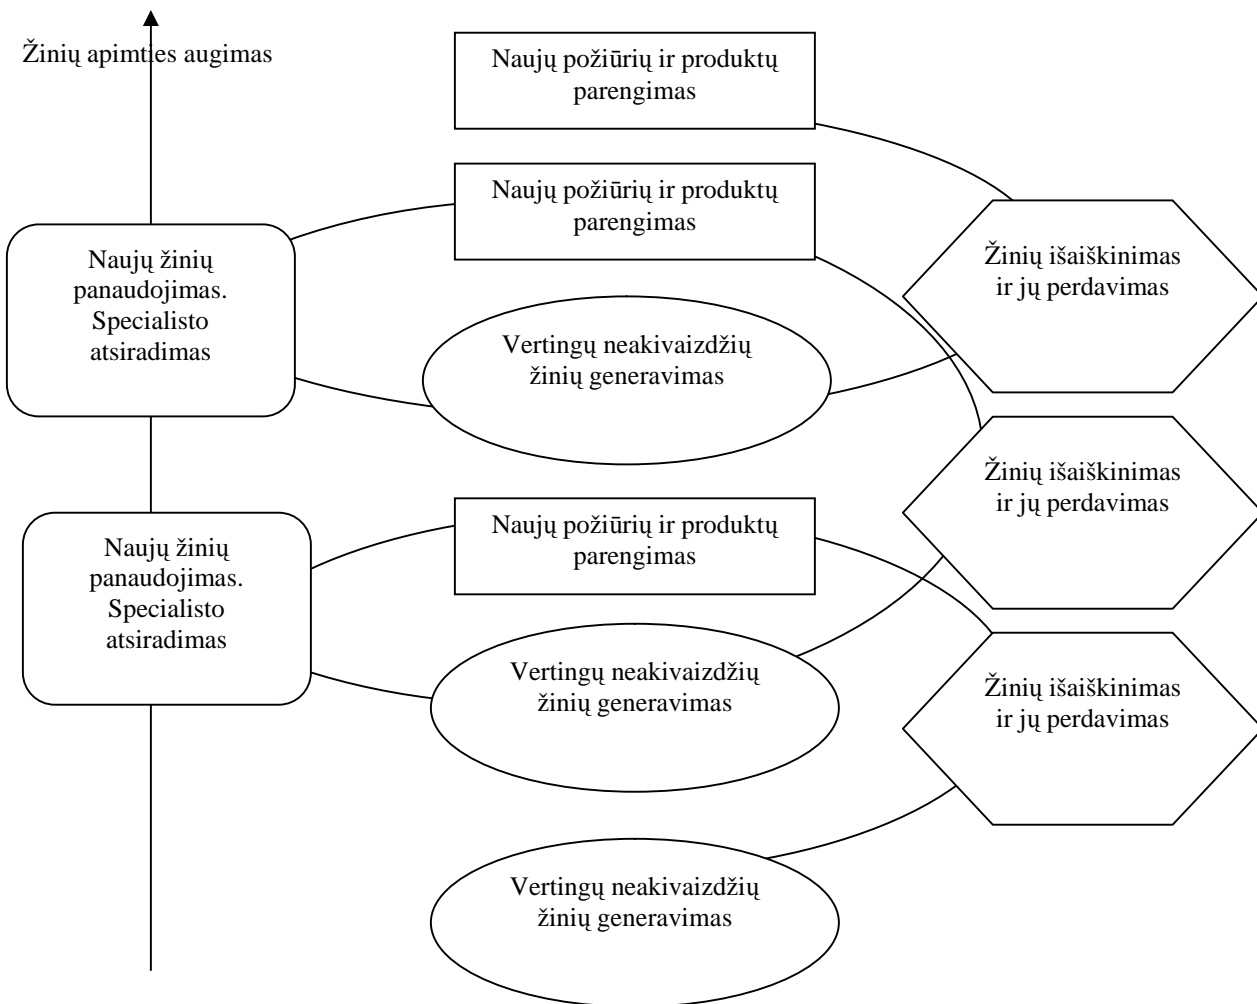 Žinių apimties augimas
Naujų požiūrių ir produktų
parengimas
Naujų požiūrių ir produktų
parengimas
Naujų žinių
panaudojimas.
Specialisto
atsiradimas
Žinių išaiškinimas
ir jų perdavimas
Vertingų neakivaizdžių
žinių generavimas
Žinių išaiškinimas
ir jų perdavimas
Naujų požiūrių ir produktų
parengimas
Naujų žinių
panaudojimas.
Specialisto
atsiradimas
Vertingų neakivaizdžių
žinių generavimas
Žinių išaiškinimas
ir jų perdavimas
Vertingų neakivaizdžių
žinių generavimas